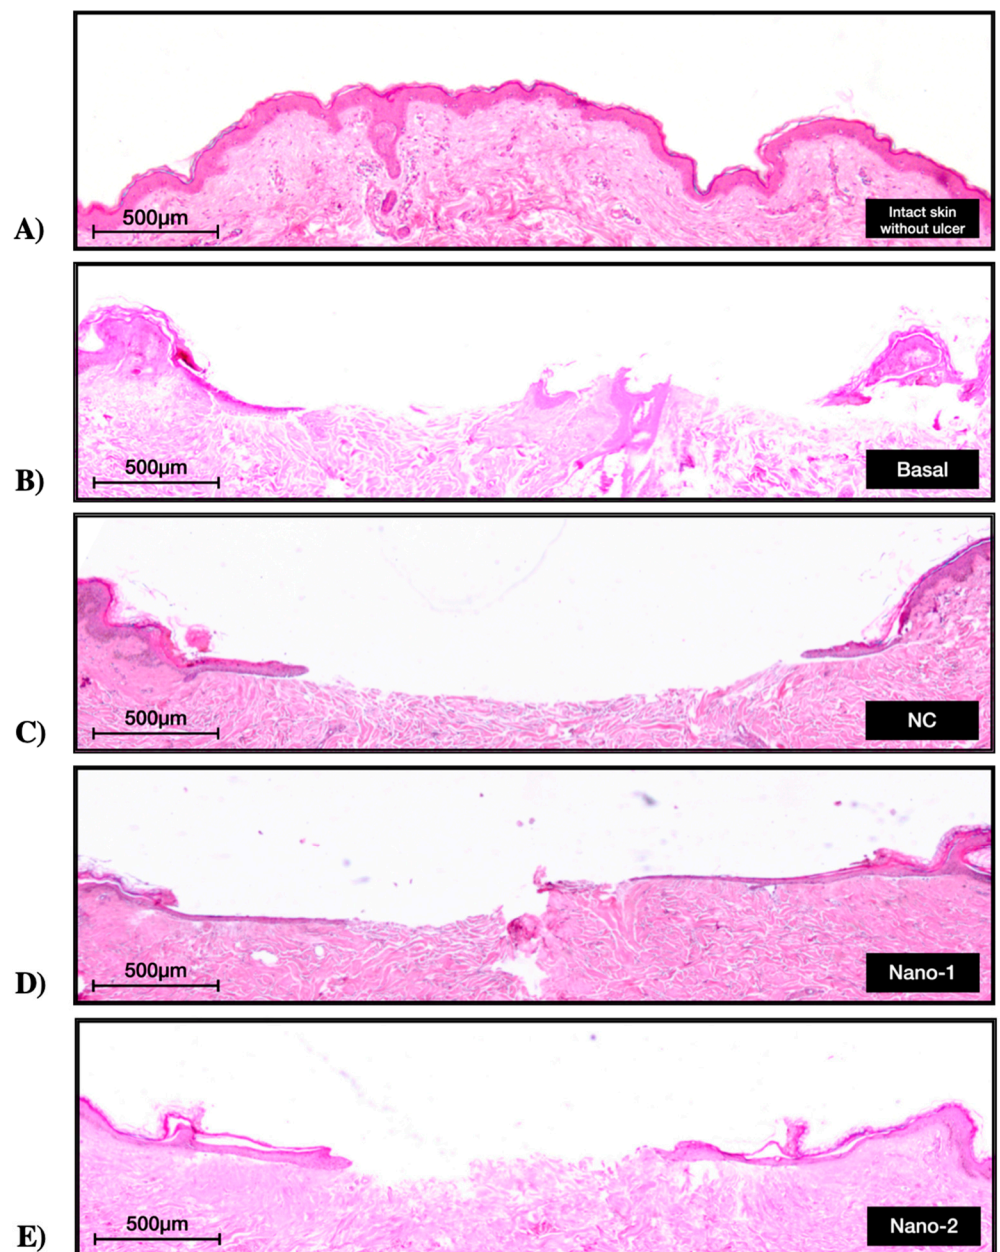 A)
500µm
Intact skin
without ulcer
B)
500µm
Basal
C)
500µm
NC
D)
500µm
Nano-1
E)
500µm
Nano-2